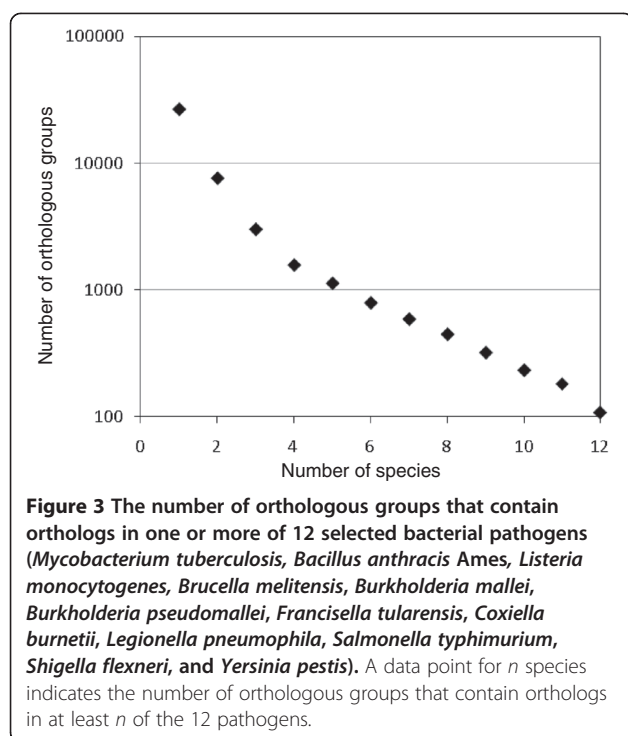 100000
10000
1000
100
Number of orthologous groups
0 2 4 6 8 10 12
Number of species
Figure 3 The number of orthologous groups that contain
orthologs in one or more of 12 selected bacterial pathogens
(Mycobacterium tuberculosis, Bacillus anthracis Ames, Listeria
monocytogenes, Brucella melitensis, Burkholderia mallei,
Burkholderia pseudomallei, Francisella tularensis, Coxiella
burnetii, Legionella pneumophila, Salmonella typhimurium,
Shigella flexneri, and Yersinia pestis). A data point for n species
indicates the number of orthologous groups that contain orthologs
in at least n of the 12 pathogens.